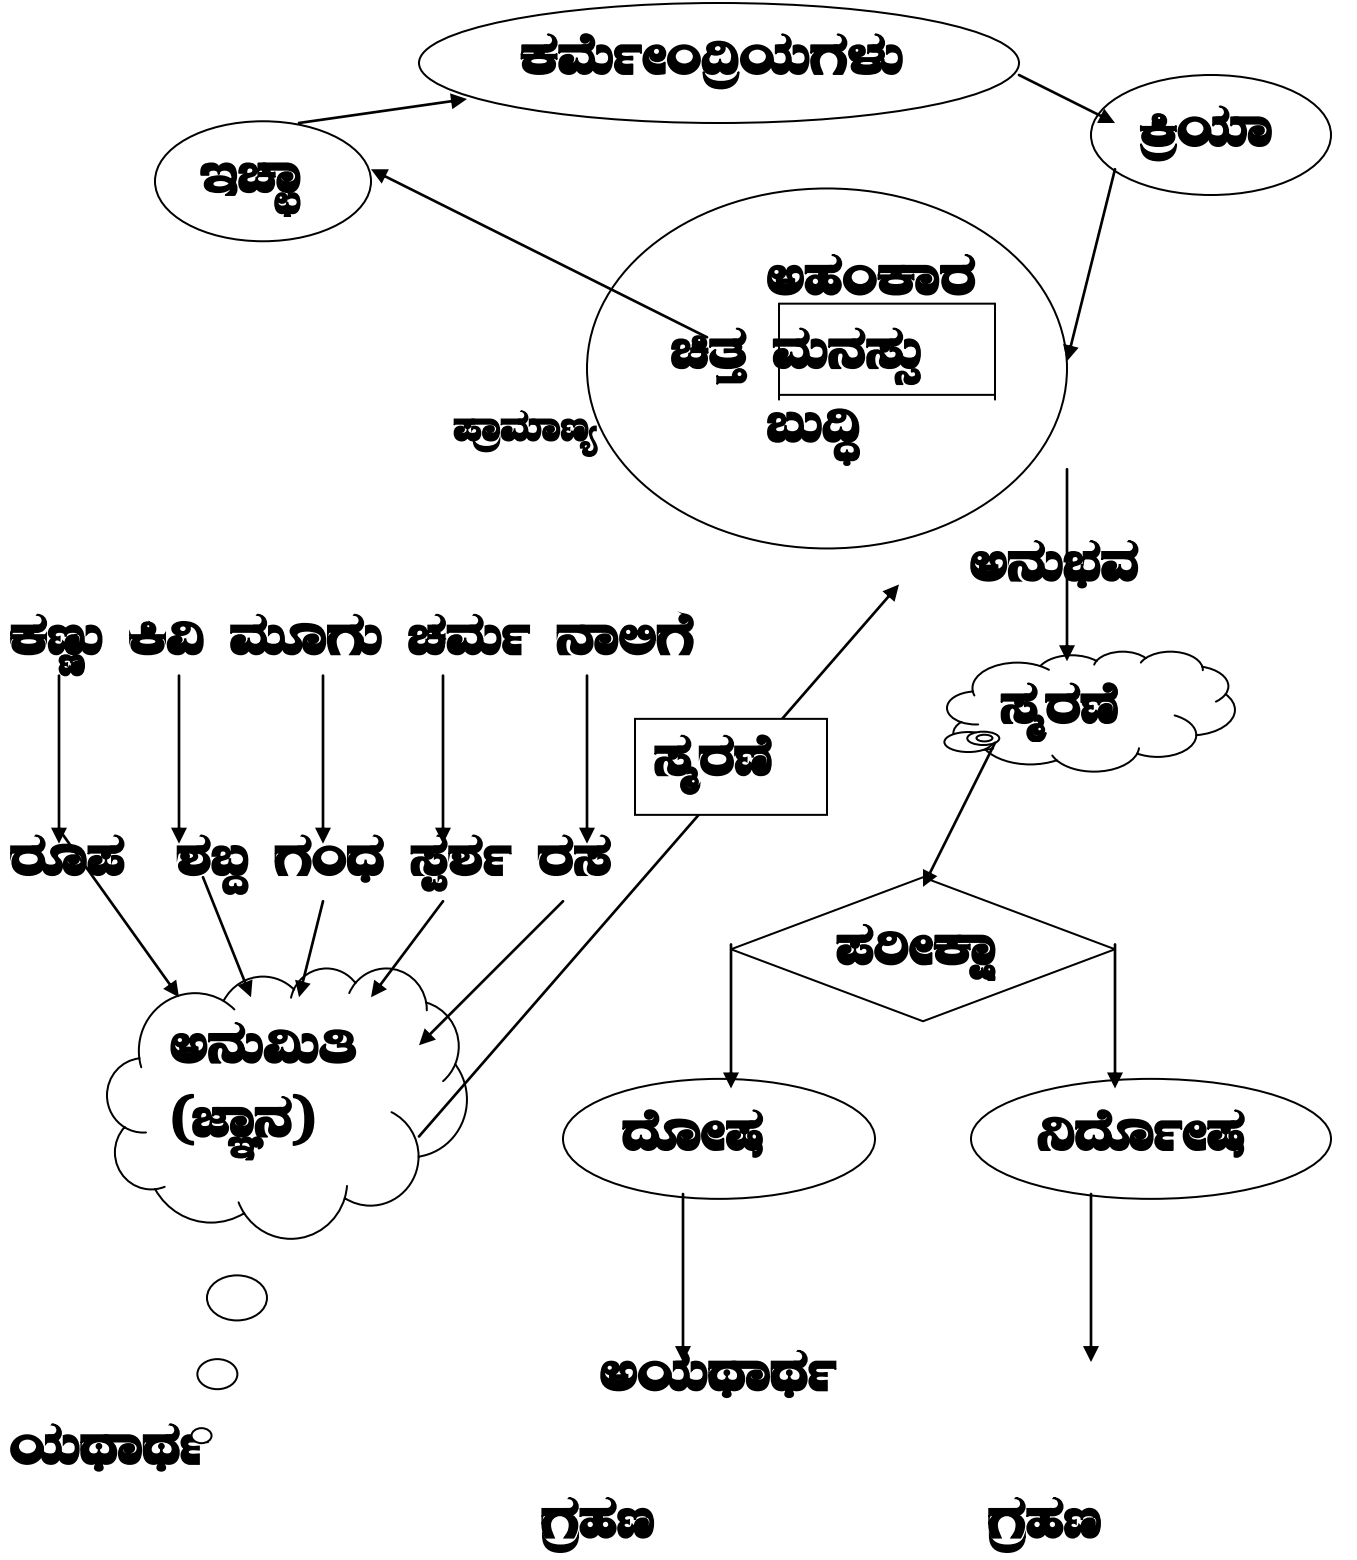 ಕರ್ಮೇಂದ್ರಿಯಗಳು
ಕ್ರಿಯಾ
ಇಚ್ಛಾ
ಅಹಂಕಾರ
ಚಿತ್ತ ಮನಸ್ಸು
ಪ್ರಾಮಾಣ್ಯ
ಬುದ್ಧಿ
ಅನುಭವ
ಕಣ್ಣು ಕಿವಿ ಮೂಗು ಚರ್ಮ ನಾಲಿಗೆ
ಸ್ಮರಣೆ
ಸ್ಮರಣೆ
ರೂಪ ಶಬ್ದ ಗಂಧ ಸ್ಪರ್ಶ ರಸ
ಪರೀಕ್ಷಾ
ಅನುಮಿತಿ
(ಜ್ಞಾನ)
ದೋಷ
ನಿರ್ದೋಷ
ಅಯಥಾರ್ಥ
ಯಥಾರ್ಥ
ಗ್ರಹಣ ಗ್ರಹಣ